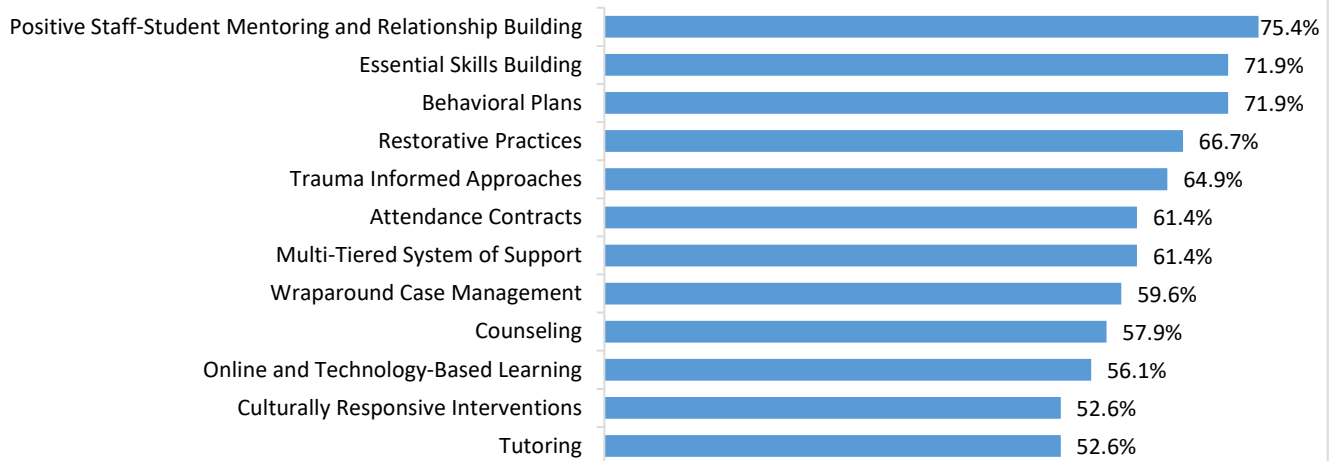 Positive Staff-Student Mentoring and Relationship Building 75.4%
Essential Skills Building 71.9%
Behavioral Plans 71.9%
Restorative Practices 66.7%
Trauma Informed Approaches 64.9%
Attendance Contracts 61.4%
Multi-Tiered System of Support 61.4%
Wraparound Case Management 59.6%
Counseling 57.9%
Online and Technology-Based Learning 56.1%
Culturally Responsive Interventions 52.6%
Tutoring 52.6%